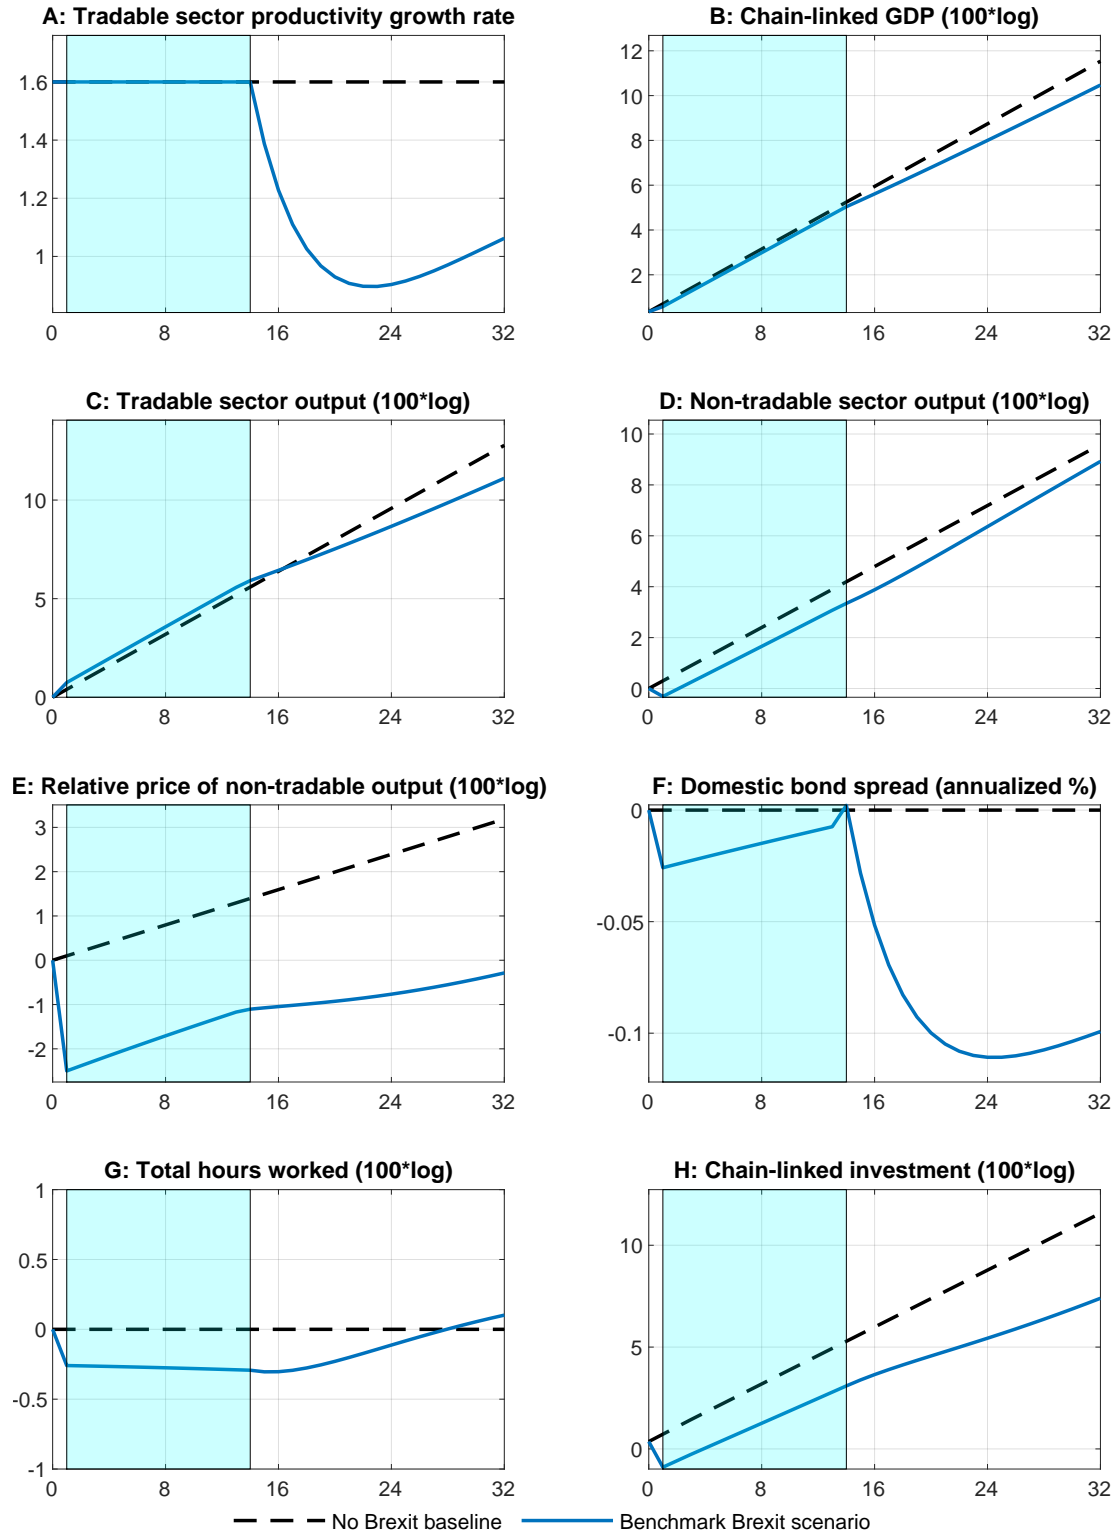 A: Tradable sector productivity growth rate
1.6
1.4
1.2
1
0 8 16 24 32
B: Chain-linked GDP (100*log)
12
10
8
6
4
2
0 8 16 24 32
C: Tradable sector output (100*log)
10
5
0
0 8 16 24 32
D: Non-tradable sector output (100*log)
10
8
6
4
2
0
0 8 16 24 32
E: Relative price of non-tradable output (100*log)
3
2
1
0
-1
-2
0 8 16 24 32
F: Domestic bond spread (annualized %)
0
-0.05
-0.1
0 8 16 24 32
G: Total hours worked (100*log)
1
0.5
0
-0.5
-1
0 8 16 24 32
H: Chain-linked investment (100*log)
10
5
0
0 8 16 24 32
No Brexit baseline
Benchmark Brexit scenario